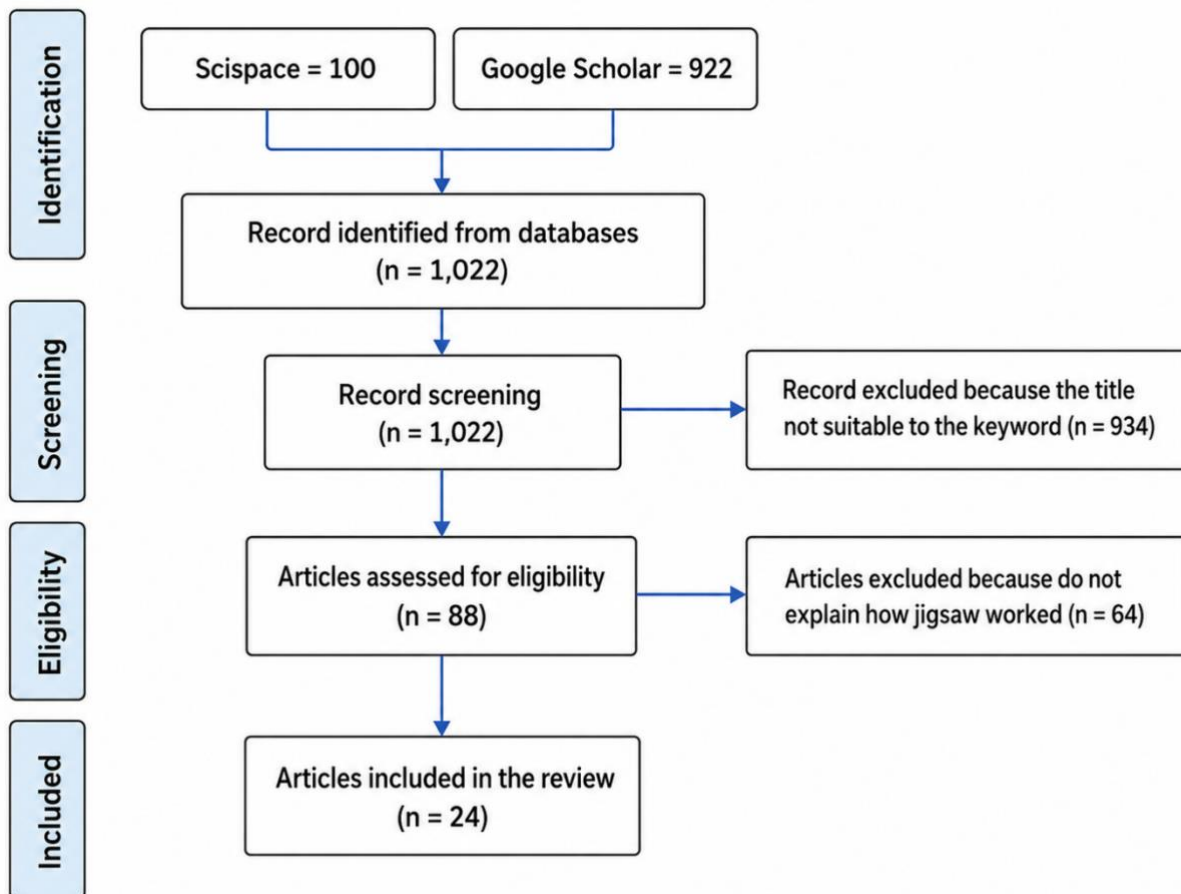 Identification
Scispace = 100
Google Scholar = 922
Record identified from databases
(n = 1,022)
Screening
Record screening
(n = 1,022)
Record excluded because the title
not suitable to the keyword (n = 934)
Eligibility
Articles assessed for eligibility
(n = 88)
Articles excluded because do not
explain how jigsaw worked (n = 64)
Included
Articles included in the review
(n = 24)